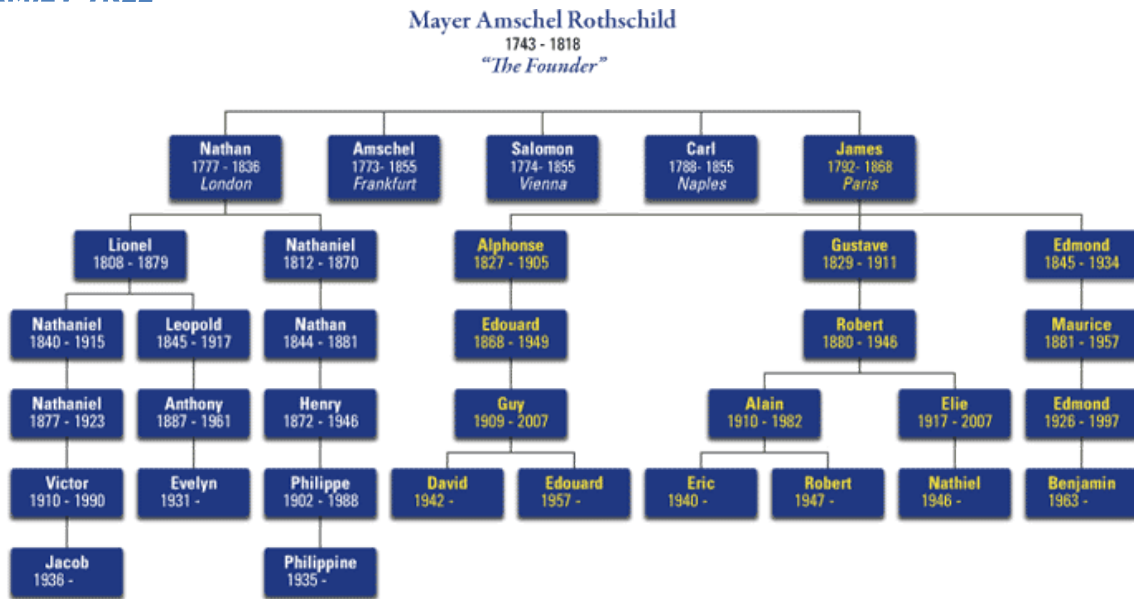 Mayer Amschel Rothschild
1743 - 1818
“The Founder”
Nathan
1777 - 1836
London
Amschel
1773- 1855
Frankfurt
Salomon
1774- 1855
Vienna
Carl
1788- 1855
Naples
James
1792- 1868
Paris
Lionel
1808 - 1879
Nathaniel
1812 - 1870
Alphonse
1827 - 1905
Gustave
1829 - 1911
Edmond
1845 - 1934
Nathaniel
1840 - 1915
Leopold
1845 - 1917
Nathan
1844 - 1881
Edouard
1868 - 1949
Robert
1880 - 1946
Maurice
1881 - 1957
Nathaniel
1877 - 1923
Anthony
1887 - 1961
Henry
1872 - 1946
Guy
1909 - 2007
Alain
1910 - 1982
Elie
1917 - 2007
Edmond
1926 - 1997
Victor
1910 - 1990
Evelyn
1931 -
Philippe
1902 - 1988
David
1942 -
Edouard
1957 -
Eric
1940 -
Robert
1947 -
Nathiel
1946 -
Benjamin
1963 -
Jacob
1936 -
Philippine
1935 -